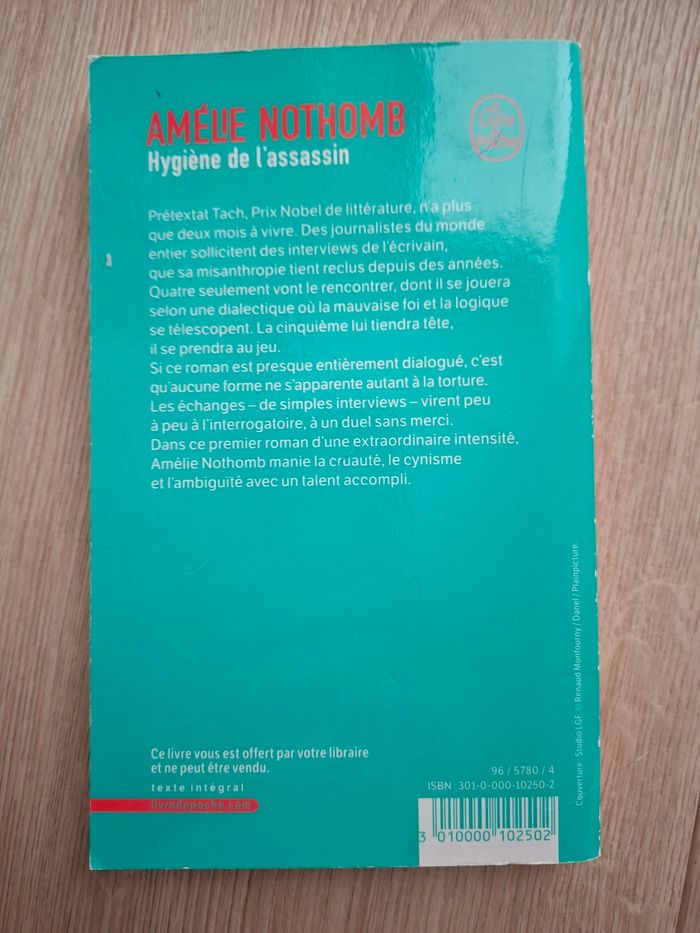 AMÉLIE NOTHOMB
Hygiène de l'assassin
Le Livre de Poche
Prétextat Tach, Prix Nobel de littérature, n'a plus
que deux mois à vivre. Des journalistes du monde
entier sollicitent des interviews de l'écrivain,
que sa misanthropie tient reclus depuis des années.
Quatre seulement vont le rencontrer, dont il se jouera
selon une dialectique où la mauvaise foi et la logique
se télescopent. La cinquième lui tiendra tête,
il se prendra au jeu.
Si ce roman est presque entièrement dialogué, c'est
qu'aucune forme ne s'apparente autant à la torture.
Les échanges – de simples interviews – virent peu
à peu à l'interrogatoire, à un duel sans merci.
Dans ce premier roman d'une extraordinaire intensité,
Amélie Nothomb manie la cruauté, le cynisme
et l'ambiguïté avec un talent accompli.
Couverture : Studio LGF. © Renaud Monfourny / Danel / Plainpicture.
Ce livre vous est offert par votre libraire
et ne peut être vendu.
texte intégral
livredepoche.com
96 / 5780 / 4
ISBN : 301-0-000-10250-2
3 010000 102502